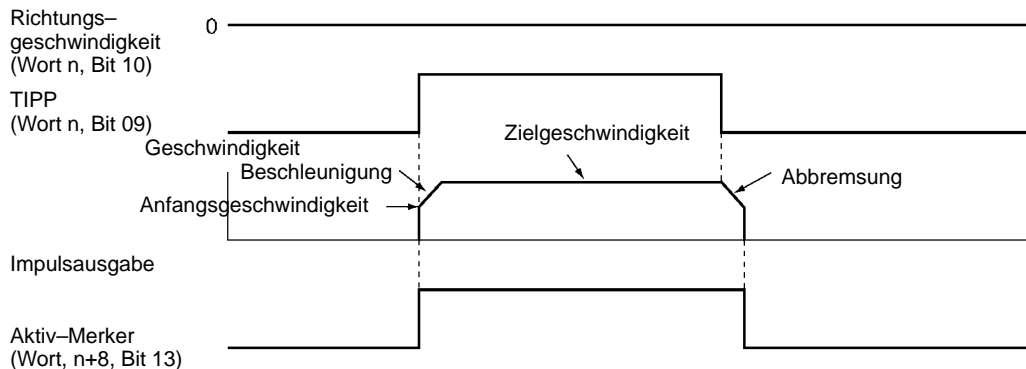 Richtungs–
geschwindigkeit
(Wort n, Bit 10)
0
TIPP
(Wort n, Bit 09)
Geschwindigkeit
Zielgeschwindigkeit
Beschleunigung
Abbremsung
Anfangsgeschwindigkeit
Impulsausgabe
Aktiv–Merker
(Wort, n+8, Bit 13)